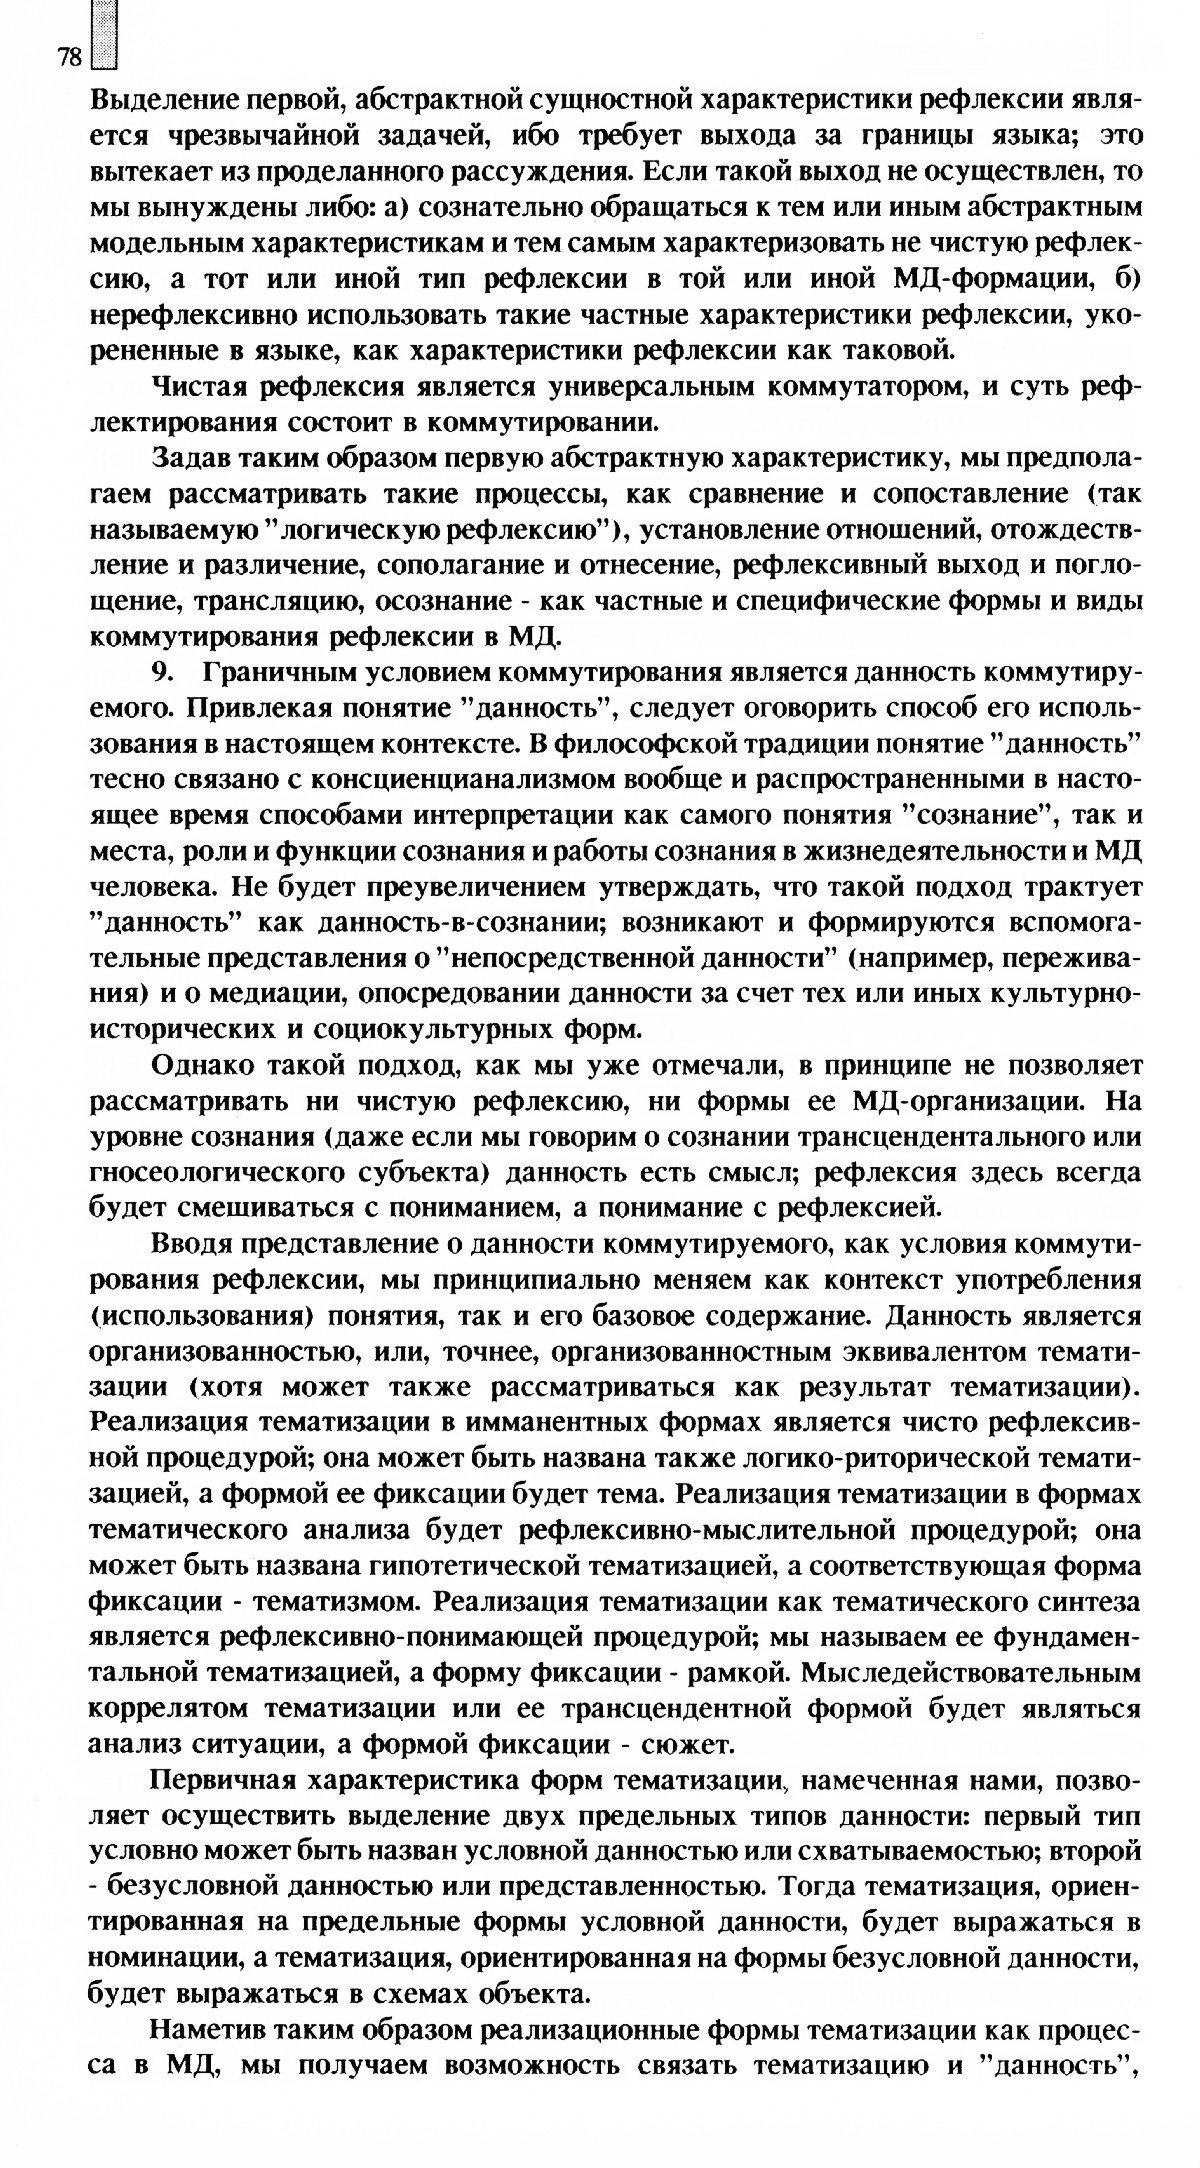 78
Выделение первой, абстрактной сущностной характеристики рефлексии явля-
ется чрезвычайной задачей, ибо требует выхода за границы языка; это
вытекает из проделанного рассуждения. Если такой выход не осуществлен, то
мы вынуждены либо: а) сознательно обращаться к тем или иным абстрактным
модельным характеристикам и тем самым характеризовать не чистую рефлек-
сию, а тот или иной тип рефлексии в той или иной МД-формации, б)
нерефлексивно использовать такие частные характеристики рефлексии, уко-
рененные в языке, как характеристики рефлексии как таковой.
Чистая рефлексия является универсальным коммутатором, и суть реф-
лектирования состоит в коммутировании.
Задав таким образом первую абстрактную характеристику, мы предпола-
гаем рассматривать такие процессы, как сравнение и сопоставление (так
называемую ”логическую рефлексию”), установление отношений, отождеств-
ление и различение, сополагание и отнесение, рефлексивный выход и погло-
щение, трансляцию, осознание - как частные и специфические формы и виды
коммутирования рефлексии в МД.
9. Граничным условием коммутирования является данность коммутиру-
емого. Привлекая понятие ”данность”, следует оговорить способ его исполь-
зования в настоящем контексте. В философской традиции понятие ”данность”
тесно связано с консциенцианализмом вообще и распространенными в насто-
ящее время способами интерпретации как самого понятия ”сознание”, так и
места, роли и функции сознания и работы сознания в жизнедеятельности и МД
человека. Не будет преувеличением утверждать, что такой подход трактует
”данность” как данность-в-сознании; возникают и формируются вспомога-
тельные представления о ”непосредственной данности” (например, пережива-
ния) и о медиации, опосредовании данности за счет тех или иных культурно-
исторических и социокультурных форм.
Однако такой подход, как мы уже отмечали, в принципе не позволяет
рассматривать ни чистую рефлексию, ни формы ее МД-организации. На
уровне сознания (даже если мы говорим о сознании трансцендентального или
гносеологического субъекта) данность есть смысл; рефлексия здесь всегда
будет смешиваться с пониманием, а понимание с рефлексией.
Вводя представление о данности коммутируемого, как условия коммути-
рования рефлексии, мы принципиально меняем как контекст употребления
(использования) понятия, так и его базовое содержание. Данность является
организованностью, или, точнее, организованностным эквивалентом темати-
зации (хотя может также рассматриваться как результат тематизации).
Реализация тематизации в имманентных формах является чисто рефлексив-
ной процедурой; она может быть названа также логико-риторической темати-
зацией, а формой ее фиксации будет тема. Реализация тематизации в формах
тематического анализа будет рефлексивно-мыслительной процедурой; она
может быть названа гипотетической тематизацией, а соответствующая форма
фиксации - тематизмом. Реализация тематизации как тематического синтеза
является рефлексивно-понимающей процедурой; мы называем ее фундамен-
тальной тематизацией, а форму фиксации - рамкой. Мыследействовательным
коррелятом тематизации или ее трансцендентной формой будет являться
анализ ситуации, а формой фиксации - сюжет.
Первичная характеристика форм тематизации, намеченная нами, позво-
ляет осуществить выделение двух предельных типов данности: первый тип
условно может быть назван условной данностью или схватываемостью; второй
- безусловной данностью или представленностью. Тогда тематизация, ориен-
тированная на предельные формы условной данности, будет выражаться в
номинации, а тематизация, ориентированная на формы безусловной данности,
будет выражаться в схемах объекта.
Наметив таким образом реализационные формы тематизации как процес-
са в МД, мы получаем возможность связать тематизацию и ”данность”,